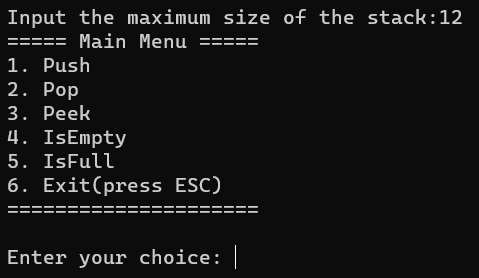 Input the maximum size of the stack:12
===== Main Menu =====
1. Push
2. Pop
3. Peek
4. IsEmpty
5. IsFull
6. Exit(press ESC)
=====================
Enter your choice: